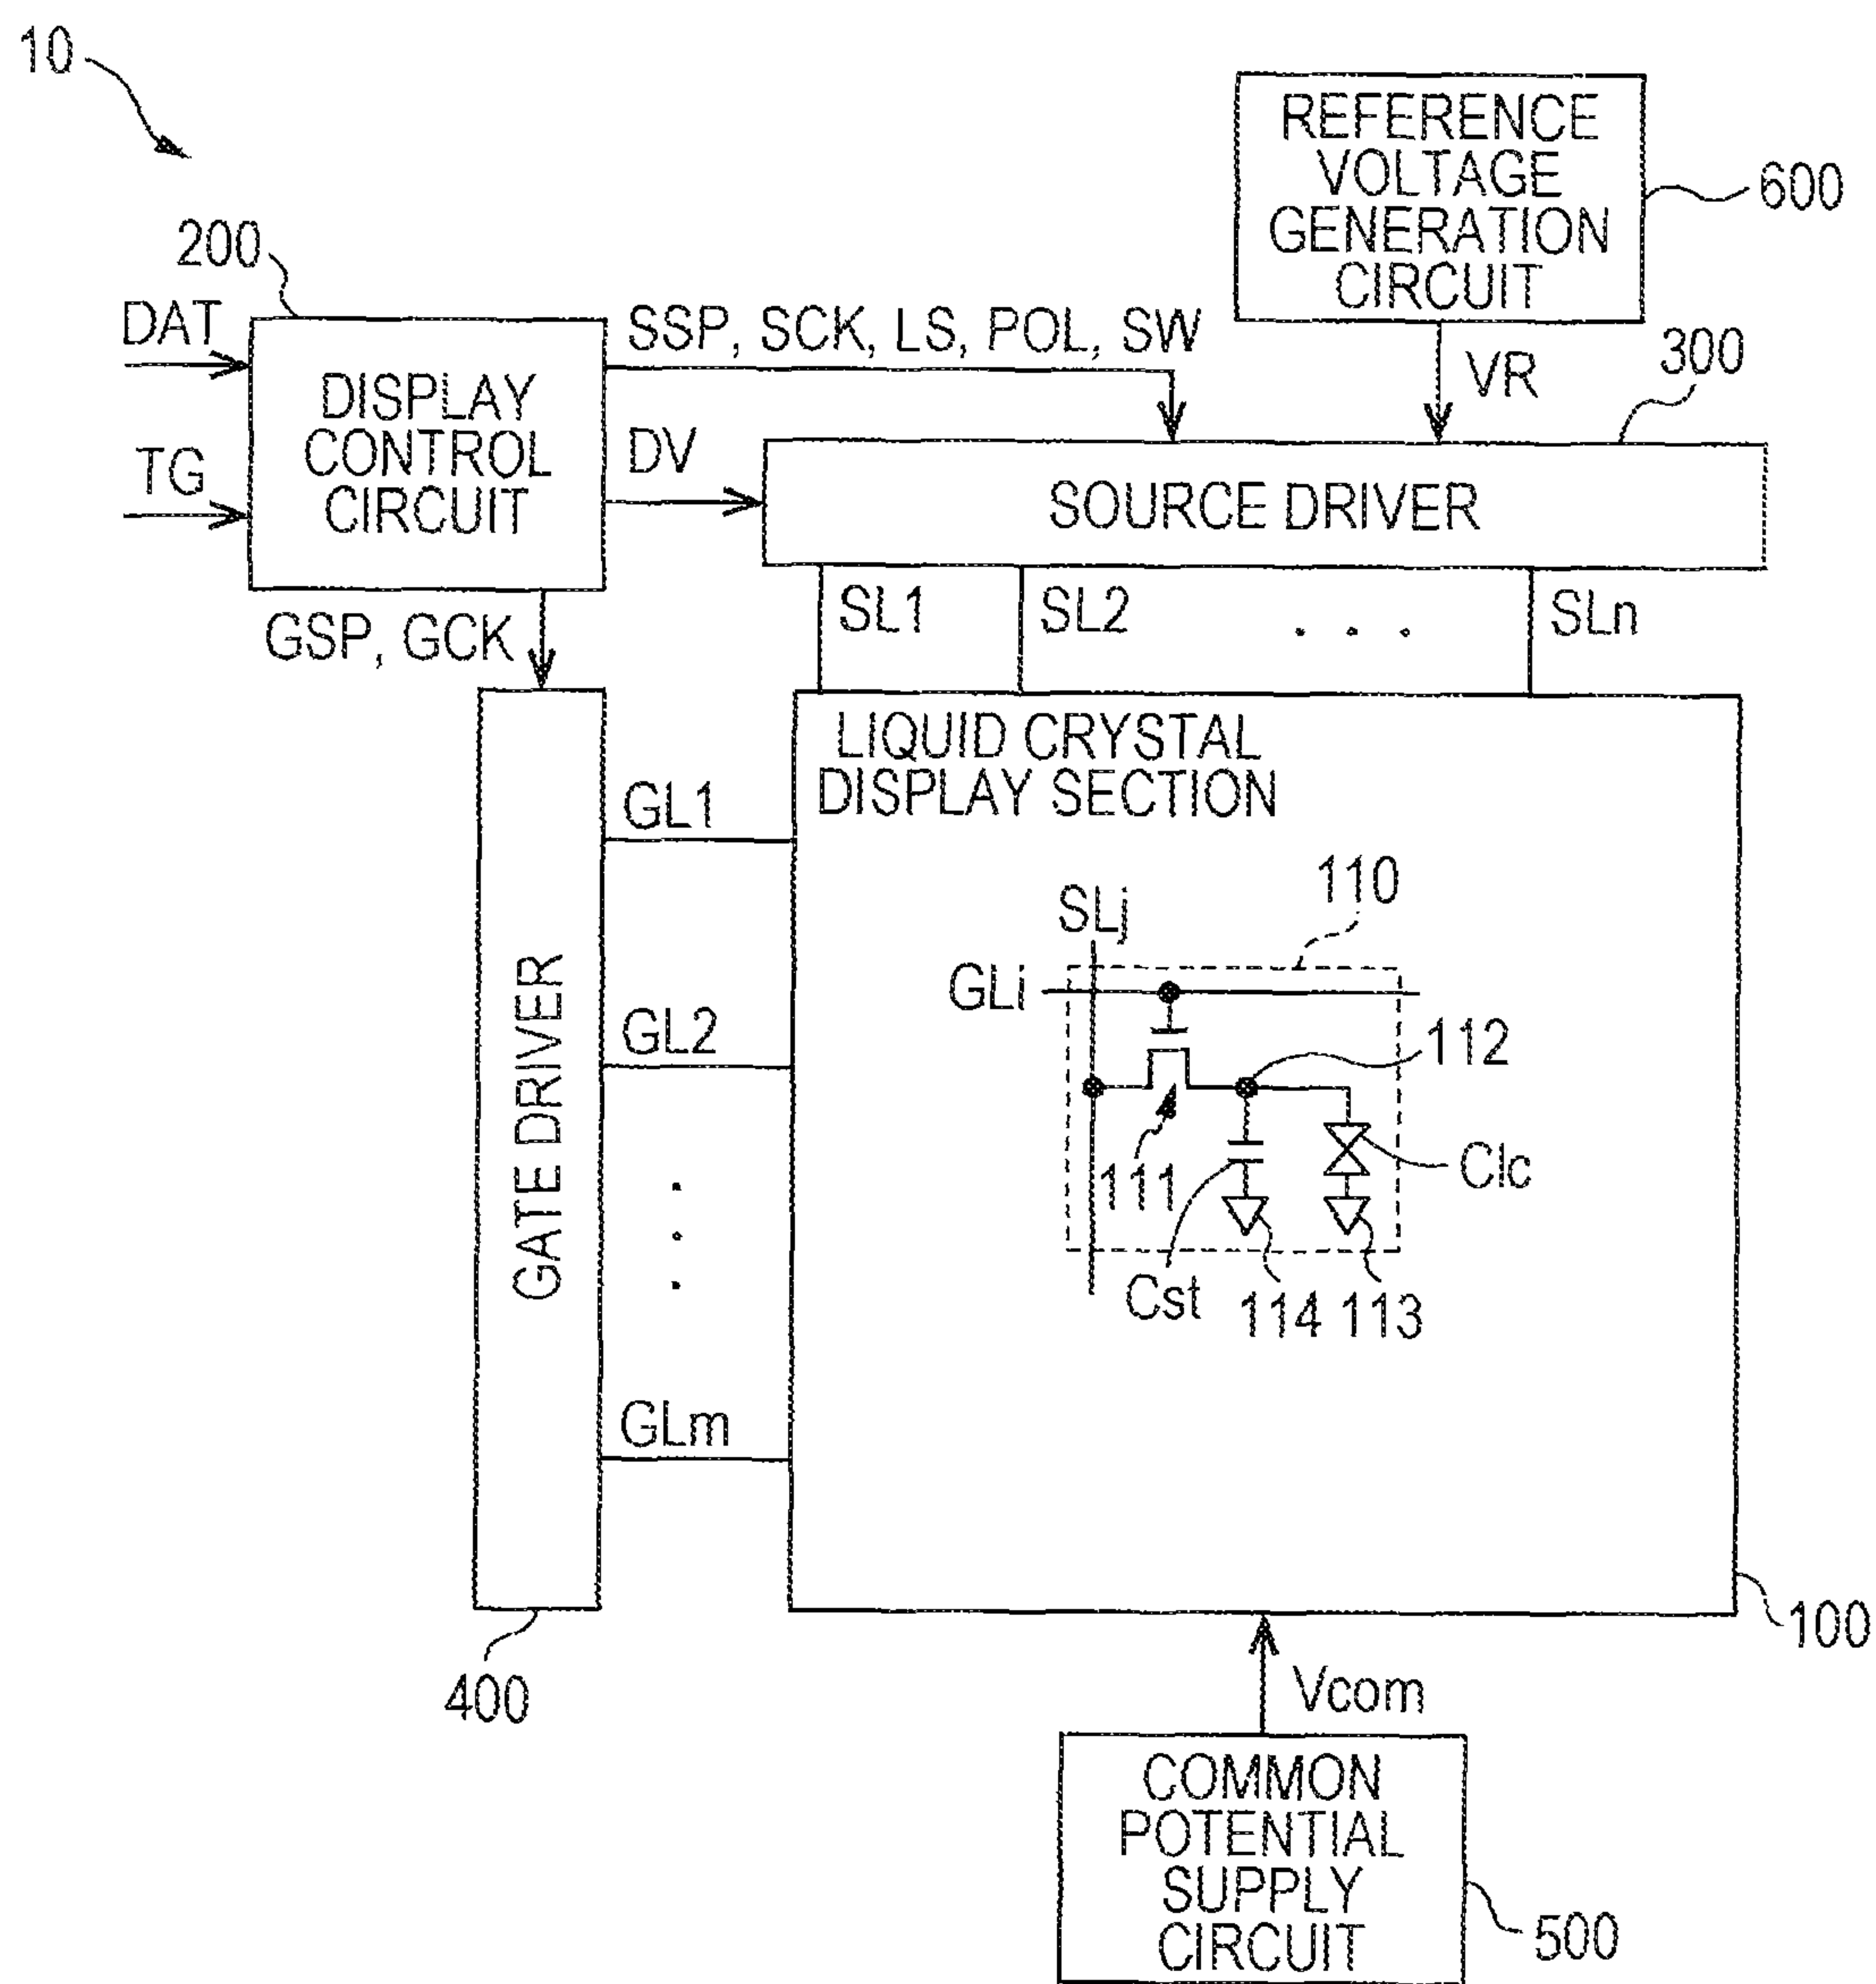 10
REFERENCE
VOLTAGE
GENERATION
CIRCUIT
600
200
DAT
TG
DISPLAY
CONTROL
CIRCUIT
SSP, SCK, LS, POL, SW
VR
300
DV
SOURCE DRIVER
GSP, GCK
SL1
SL2
. . .
SLn
LIQUID CRYSTAL
DISPLAY SECTION
GATE DRIVER
GL1
GL2
.
.
.
GLm
110
SLj
GLi
112
111
Clc
Cst
114
113
400
100
Vcom
COMMON
POTENTIAL
SUPPLY
CIRCUIT
500